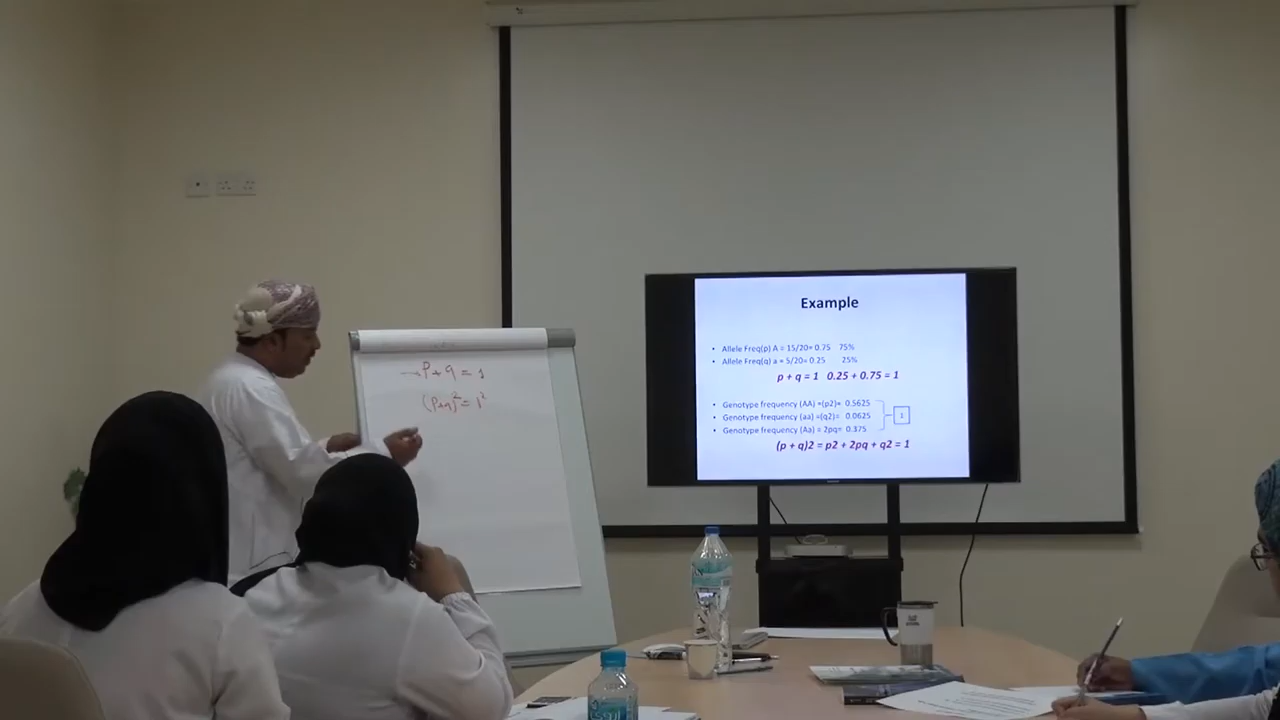 P + q = 1
(P+q)² = 1²
Example
• Allele Freq(p) A = 15/20= 0.75 75%
• Allele Freq(q) a = 5/20= 0.25 25%
p + q = 1 0.25 + 0.75 = 1
• Genotype frequency (AA) =(p2)= 0.5625
• Genotype frequency (aa) =(q2)= 0.0625
• Genotype frequency (Aa) = 2pq= 0.375
1
(p + q)2 = p2 + 2pq + q2 = 1